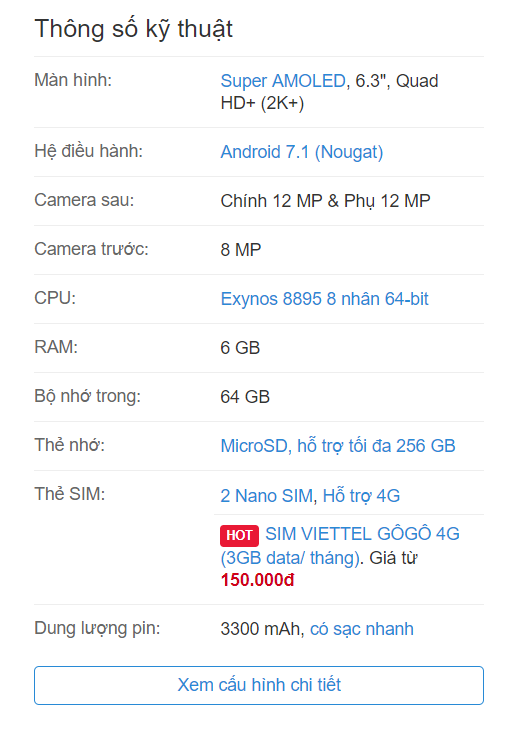 Thông số kỹ thuật
Màn hình:
Super AMOLED, 6.3", Quad
HD+ (2K+)
Hệ điều hành:
Android 7.1 (Nougat)
Camera sau:
Chính 12 MP & Phụ 12 MP
Camera trước:
8 MP
CPU:
Exynos 8895 8 nhân 64-bit
RAM:
6 GB
Bộ nhớ trong:
64 GB
Thẻ nhớ:
MicroSD, hỗ trợ tối đa 256 GB
Thẻ SIM:
2 Nano SIM, Hỗ trợ 4G
HOT SIM VIETTEL GÔGÔ 4G
(3GB data/ tháng). Giá từ
150.000đ
Dung lượng pin:
3300 mAh, có sạc nhanh
Xem cấu hình chi tiết